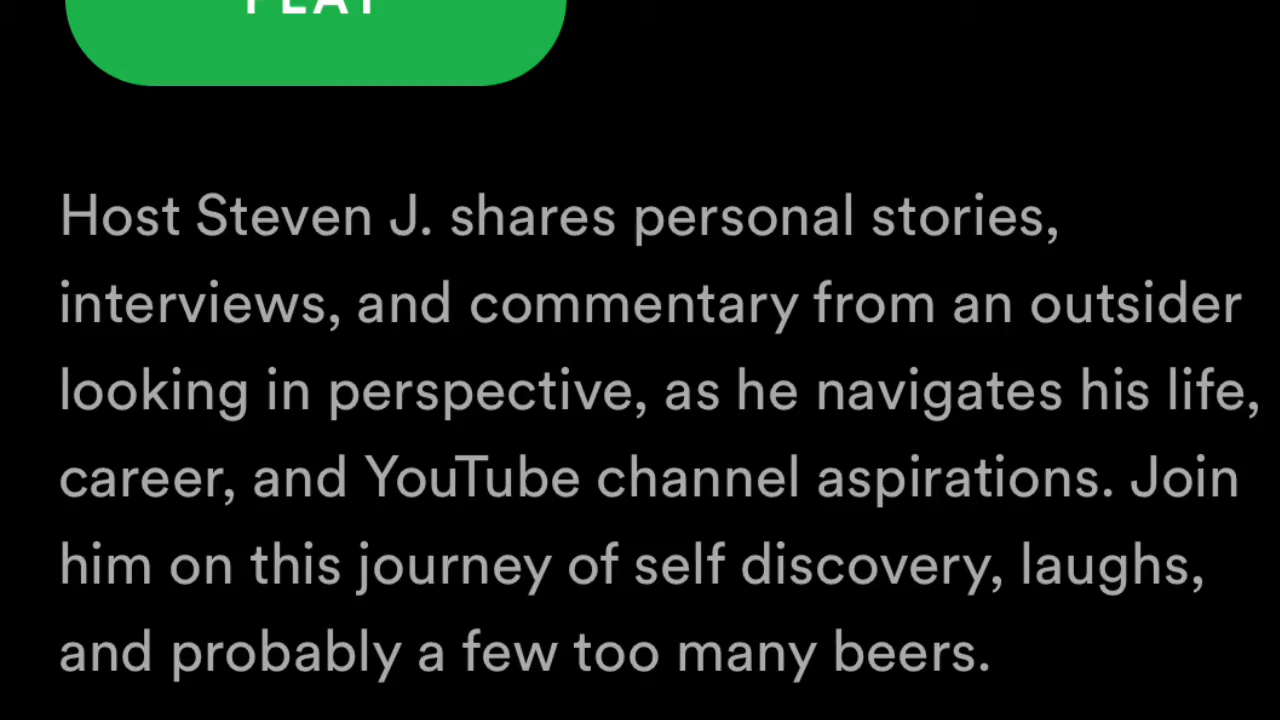 PLAY
Host Steven J. shares personal stories,
interviews, and commentary from an outsider
looking in perspective, as he navigates his life,
career, and YouTube channel aspirations. Join
him on this journey of self discovery, laughs,
and probably a few too many beers.